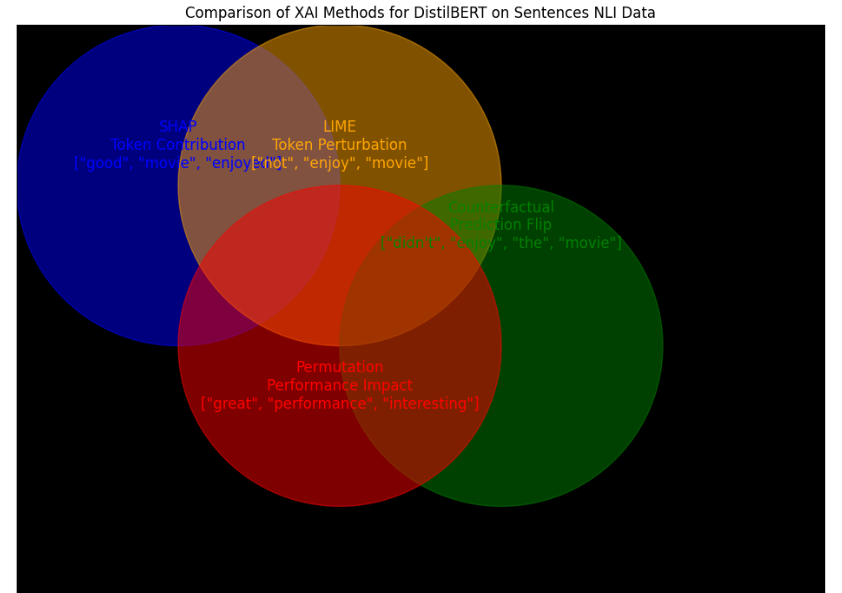 Comparison of XAI Methods for DistilBERT on Sentences NLI Data
SHAP
Token Contribution
["good", "movie", "enjoyed"]
LIME
Token Perturbation
["not", "enjoy", "movie"]
Counterfactual
Prediction Flip
["didn't", "enjoy", "the", "movie"]
Permutation
Performance Impact
["great", "performance", "interesting"]